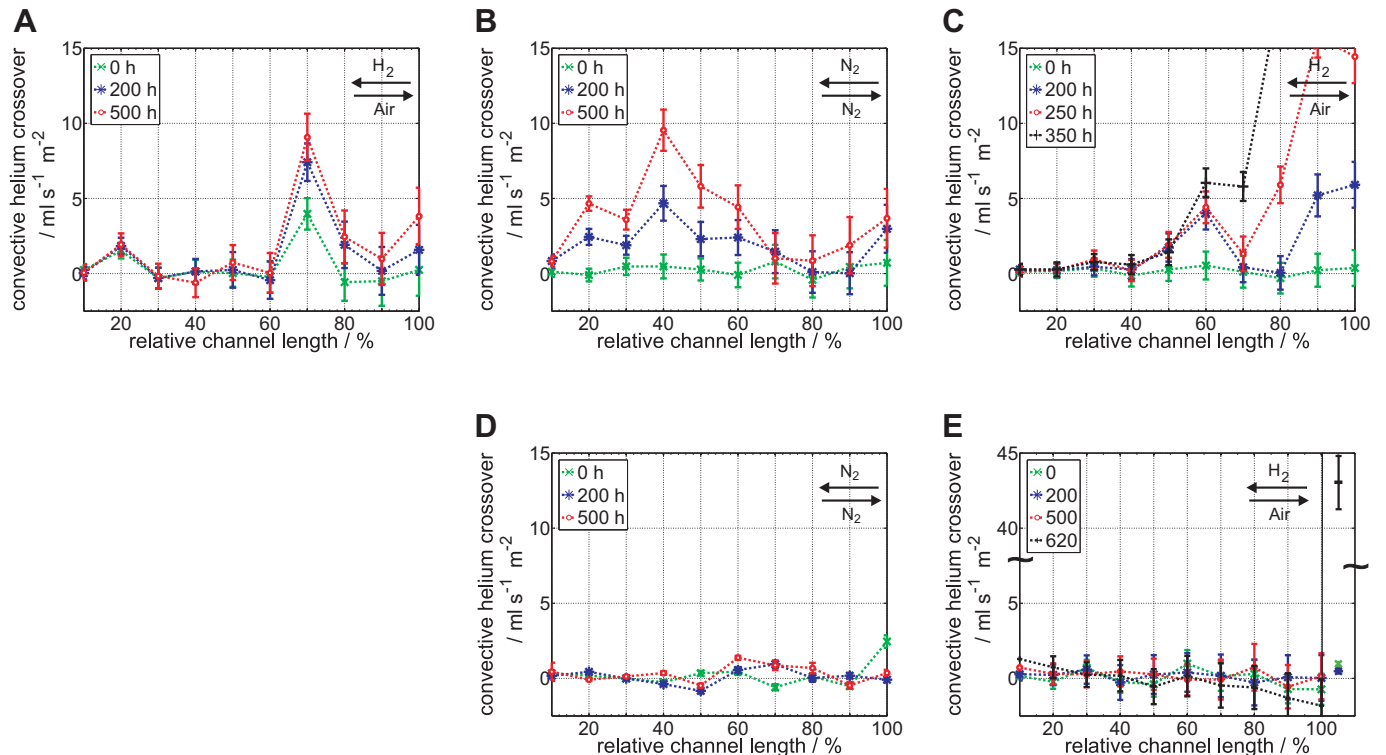 A
convective helium crossover
/ ml s⁻¹ m⁻²
15
10
5
0
0 h
200 h
500 h
H₂
Air
20 40 60 80 100
relative channel length / %
B
convective helium crossover
/ ml s⁻¹ m⁻²
15
10
5
0
0 h
200 h
500 h
N₂
N₂
20 40 60 80 100
relative channel length / %
C
convective helium crossover
/ ml s⁻¹ m⁻²
15
10
5
0
0 h
200 h
250 h
350 h
H₂
Air
20 40 60 80 100
relative channel length / %
D
convective helium crossover
/ ml s⁻¹ m⁻²
15
10
5
0
0 h
200 h
500 h
N₂
N₂
20 40 60 80 100
relative channel length / %
E
convective helium crossover
/ ml s⁻¹ m⁻²
45
40
5
0
0
200
500
620
H₂
Air
~
~
20 40 60 80 100
relative channel length / %